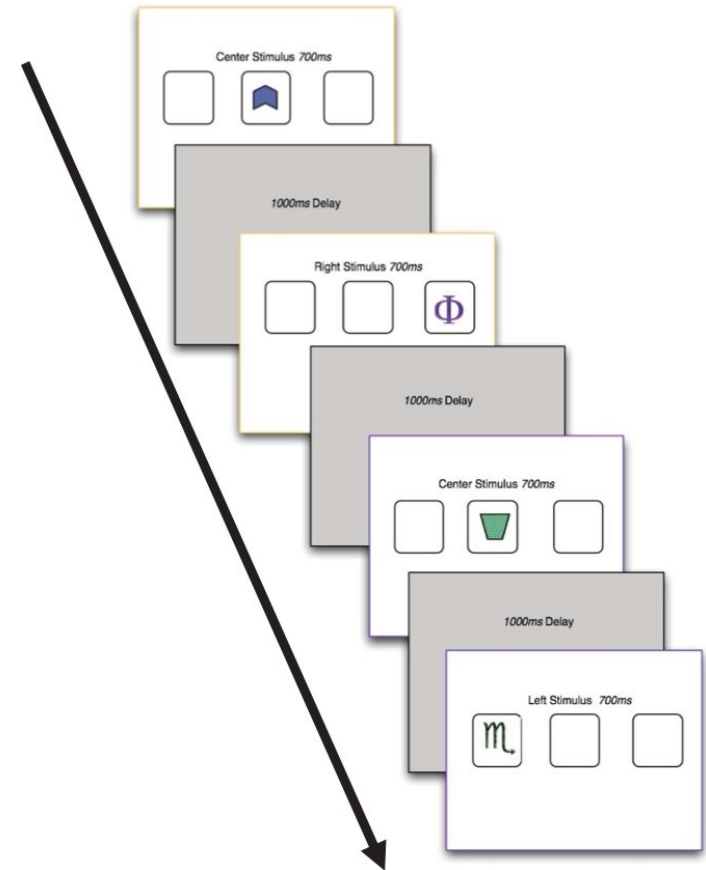 Center Stimulus 700ms
1000ms Delay
Right Stimulus 700ms
Φ
1000ms Delay
Center Stimulus 700ms
1000ms Delay
Left Stimulus 700ms
♏